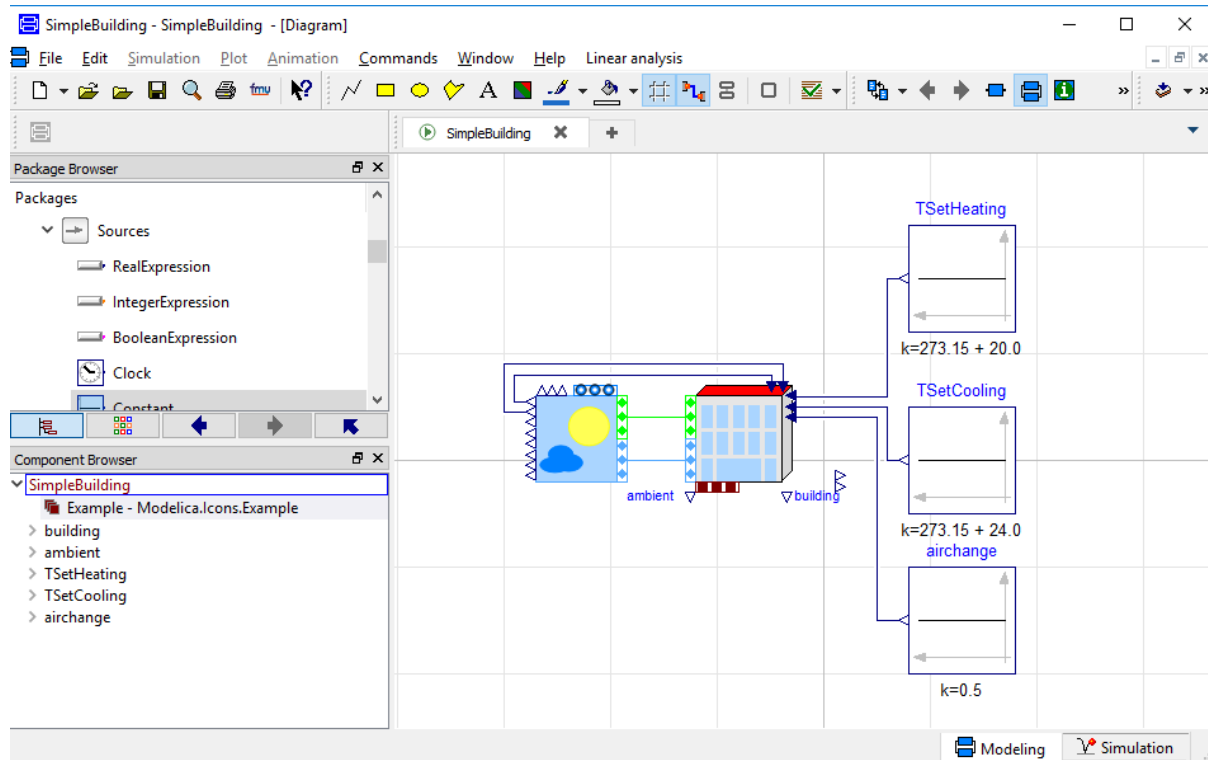 SimpleBuilding - SimpleBuilding - [Diagram]
File Edit Simulation Plot Animation Commands Window Help Linear analysis
fmu A »  »
SimpleBuilding
Package Browser
Packages
Sources
RealExpression
IntegerExpression
BooleanExpression
Clock
Constant
Component Browser
SimpleBuilding
Example - Modelica.Icons.Example
building
ambient
TSetHeating
TSetCooling
airchange
TSetHeating
k=273.15 + 20.0
TSetCooling
ambient
building
k=273.15 + 24.0
airchange
k=0.5
Modeling Simulation